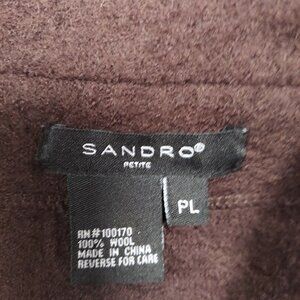 SANDRO®
PETITE
PL
RN#100170
100% WOOL
MADE IN CHINA
REVERSE FOR CARE